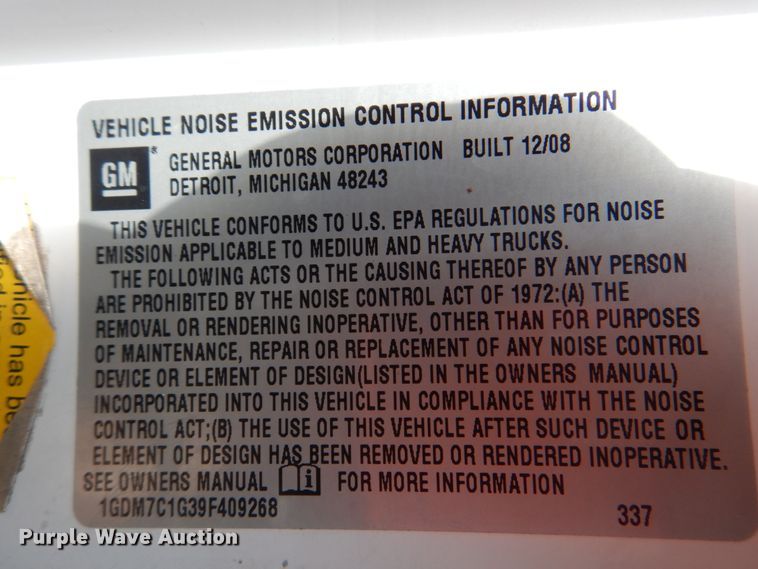 VEHICLE NOISE EMISSION CONTROL INFORMATION
GM® GENERAL MOTORS CORPORATION BUILT 12/08
DETROIT, MICHIGAN 48243
THIS VEHICLE CONFORMS TO U.S. EPA REGULATIONS FOR NOISE
EMISSION APPLICABLE TO MEDIUM AND HEAVY TRUCKS.
THE FOLLOWING ACTS OR THE CAUSING THEREOF BY ANY PERSON
ARE PROHIBITED BY THE NOISE CONTROL ACT OF 1972:(A) THE
REMOVAL OR RENDERING INOPERATIVE, OTHER THAN FOR PURPOSES
OF MAINTENANCE, REPAIR OR REPLACEMENT OF ANY NOISE CONTROL
DEVICE OR ELEMENT OF DESIGN(LISTED IN THE OWNERS MANUAL)
INCORPORATED INTO THIS VEHICLE IN COMPLIANCE WITH THE NOISE
CONTROL ACT;(B) THE USE OF THIS VEHICLE AFTER SUCH DEVICE OR
ELEMENT OF DESIGN HAS BEEN REMOVED OR RENDERED INOPERATIVE.
SEE OWNERS MANUAL i FOR MORE INFORMATION
1GDM7C1G39F409268 337
hicle has be
Purple Wave Auction